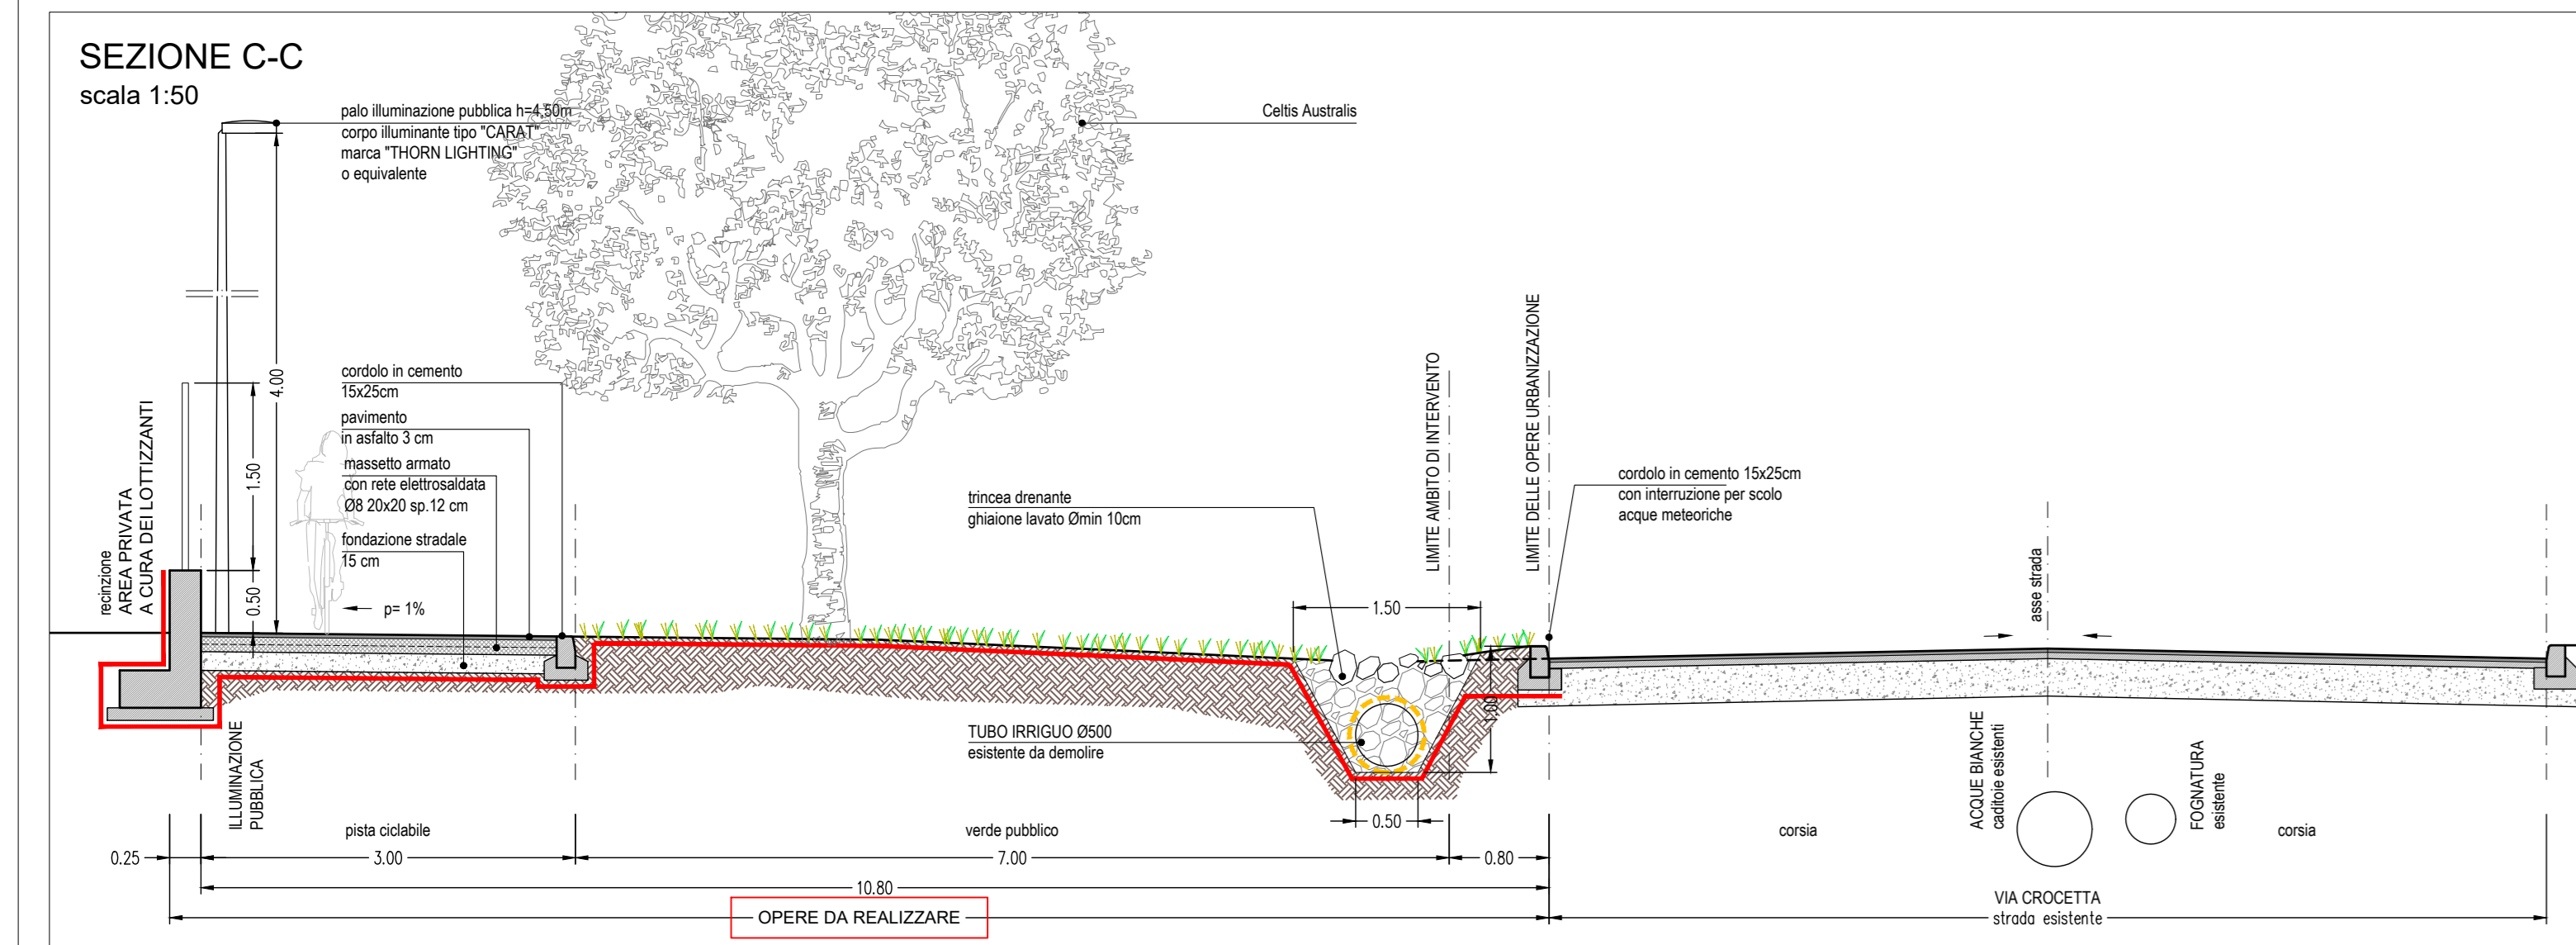 SEZIONE C-C
scala 1:50
palo illuminazione pubblica h=4,50m
corpo illuminante tipo "CARAT"
marca "THORN LIGHTING"
o equivalente
Celtis Australis
4.00
1.50
0.50
recinzione
AREA PRIVATA
A CURA DEI LOTTIZZANTI
cordolo in cemento
15x25cm
pavimento
in asfalto 3 cm
massetto armato
con rete elettrosaldata
Ø8 20x20 sp.12 cm
fondazione stradale
15 cm
p= 1%
trincea drenante
ghiaione lavato Ømin 10cm
TUBO IRRIGUO Ø500
esistente da demolire
1.50
1.00
0.50
LIMITE AMBITO DI INTERVENTO
LIMITE DELLE OPERE URBANIZZAZIONE
cordolo in cemento 15x25cm
con interruzione per scolo
acque meteoriche
asse strada
ILLUMINAZIONE
PUBBLICA
ACQUE BIANCHE
caditoie esistenti
FOGNATURA
esistente
pista ciclabile
verde pubblico
corsia
corsia
0.25
3.00
7.00
0.80
10.80
OPERE DA REALIZZARE
VIA CROCETTA
strada esistente